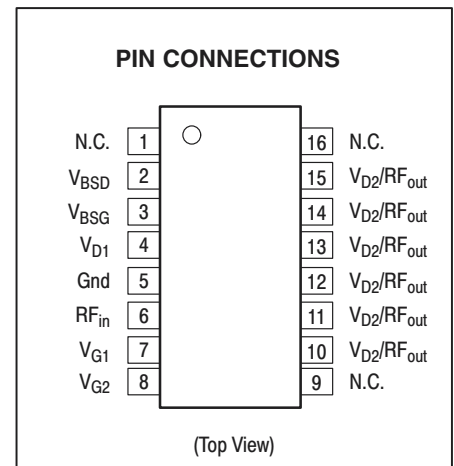 PIN CONNECTIONS
N.C. 1 16 N.C.
VBSD 2 15 VD2/RFout
VBSG 3 14 VD2/RFout
VD1 4 13 VD2/RFout
Gnd 5 12 VD2/RFout
RFin 6 11 VD2/RFout
VG1 7 10 VD2/RFout
VG2 8 9 N.C.
(Top View)